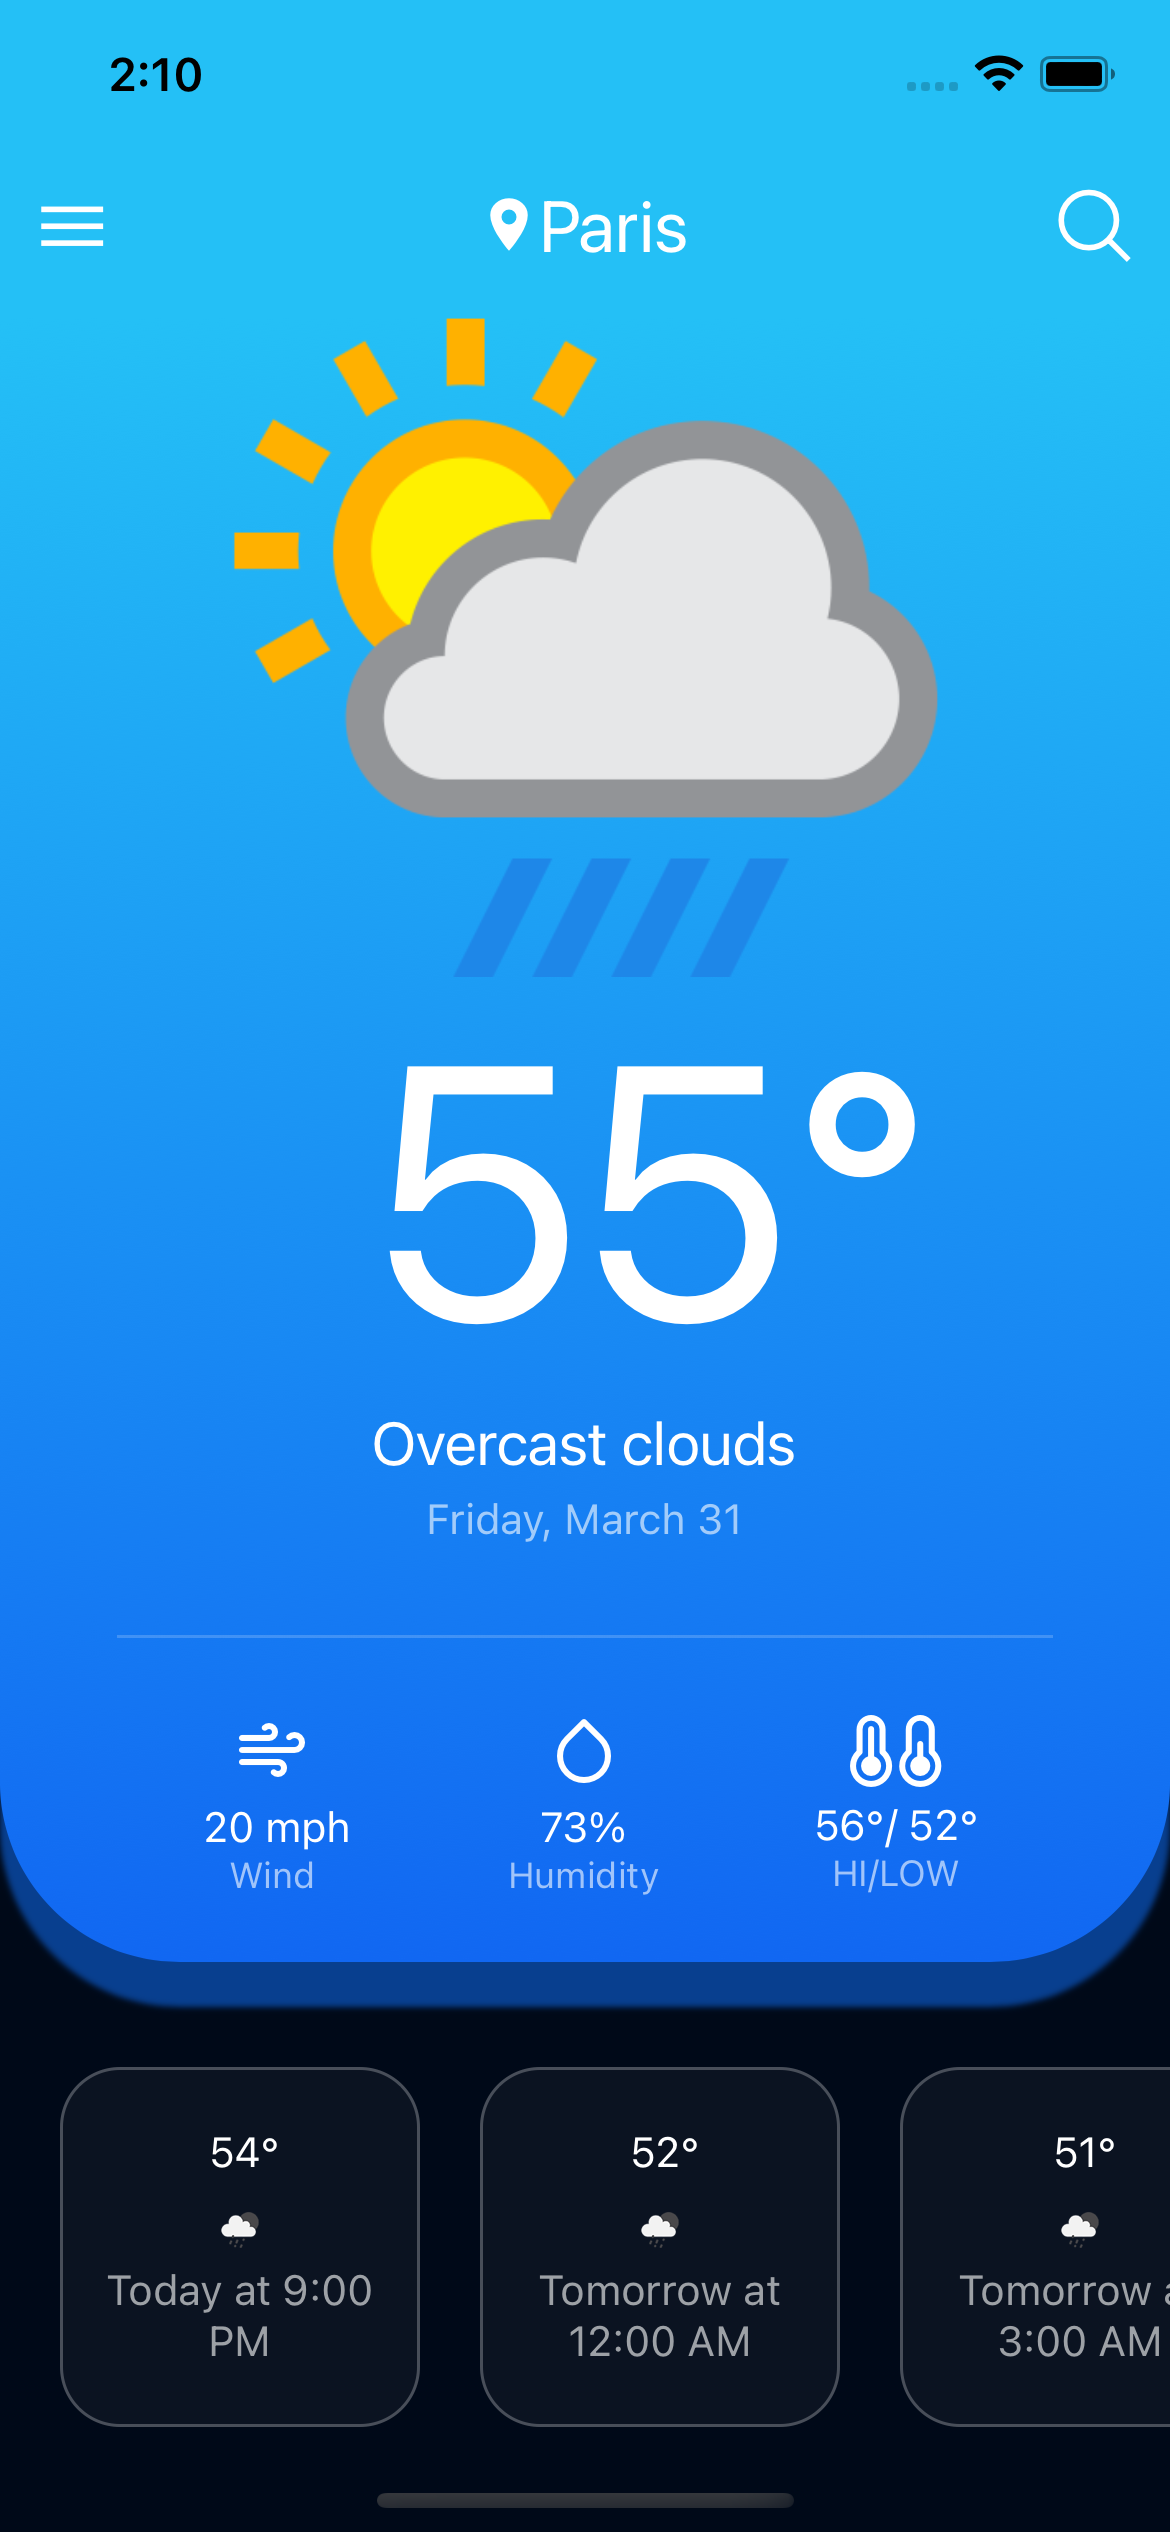 2:10
Paris
55°
Overcast clouds
Friday, March 31
20 mph
Wind
73%
Humidity
56°/ 52°
HI/LOW
54°
Today at 9:00
PM
52°
Tomorrow at
12:00 AM
51°
Tomorrow a
3:00 AM